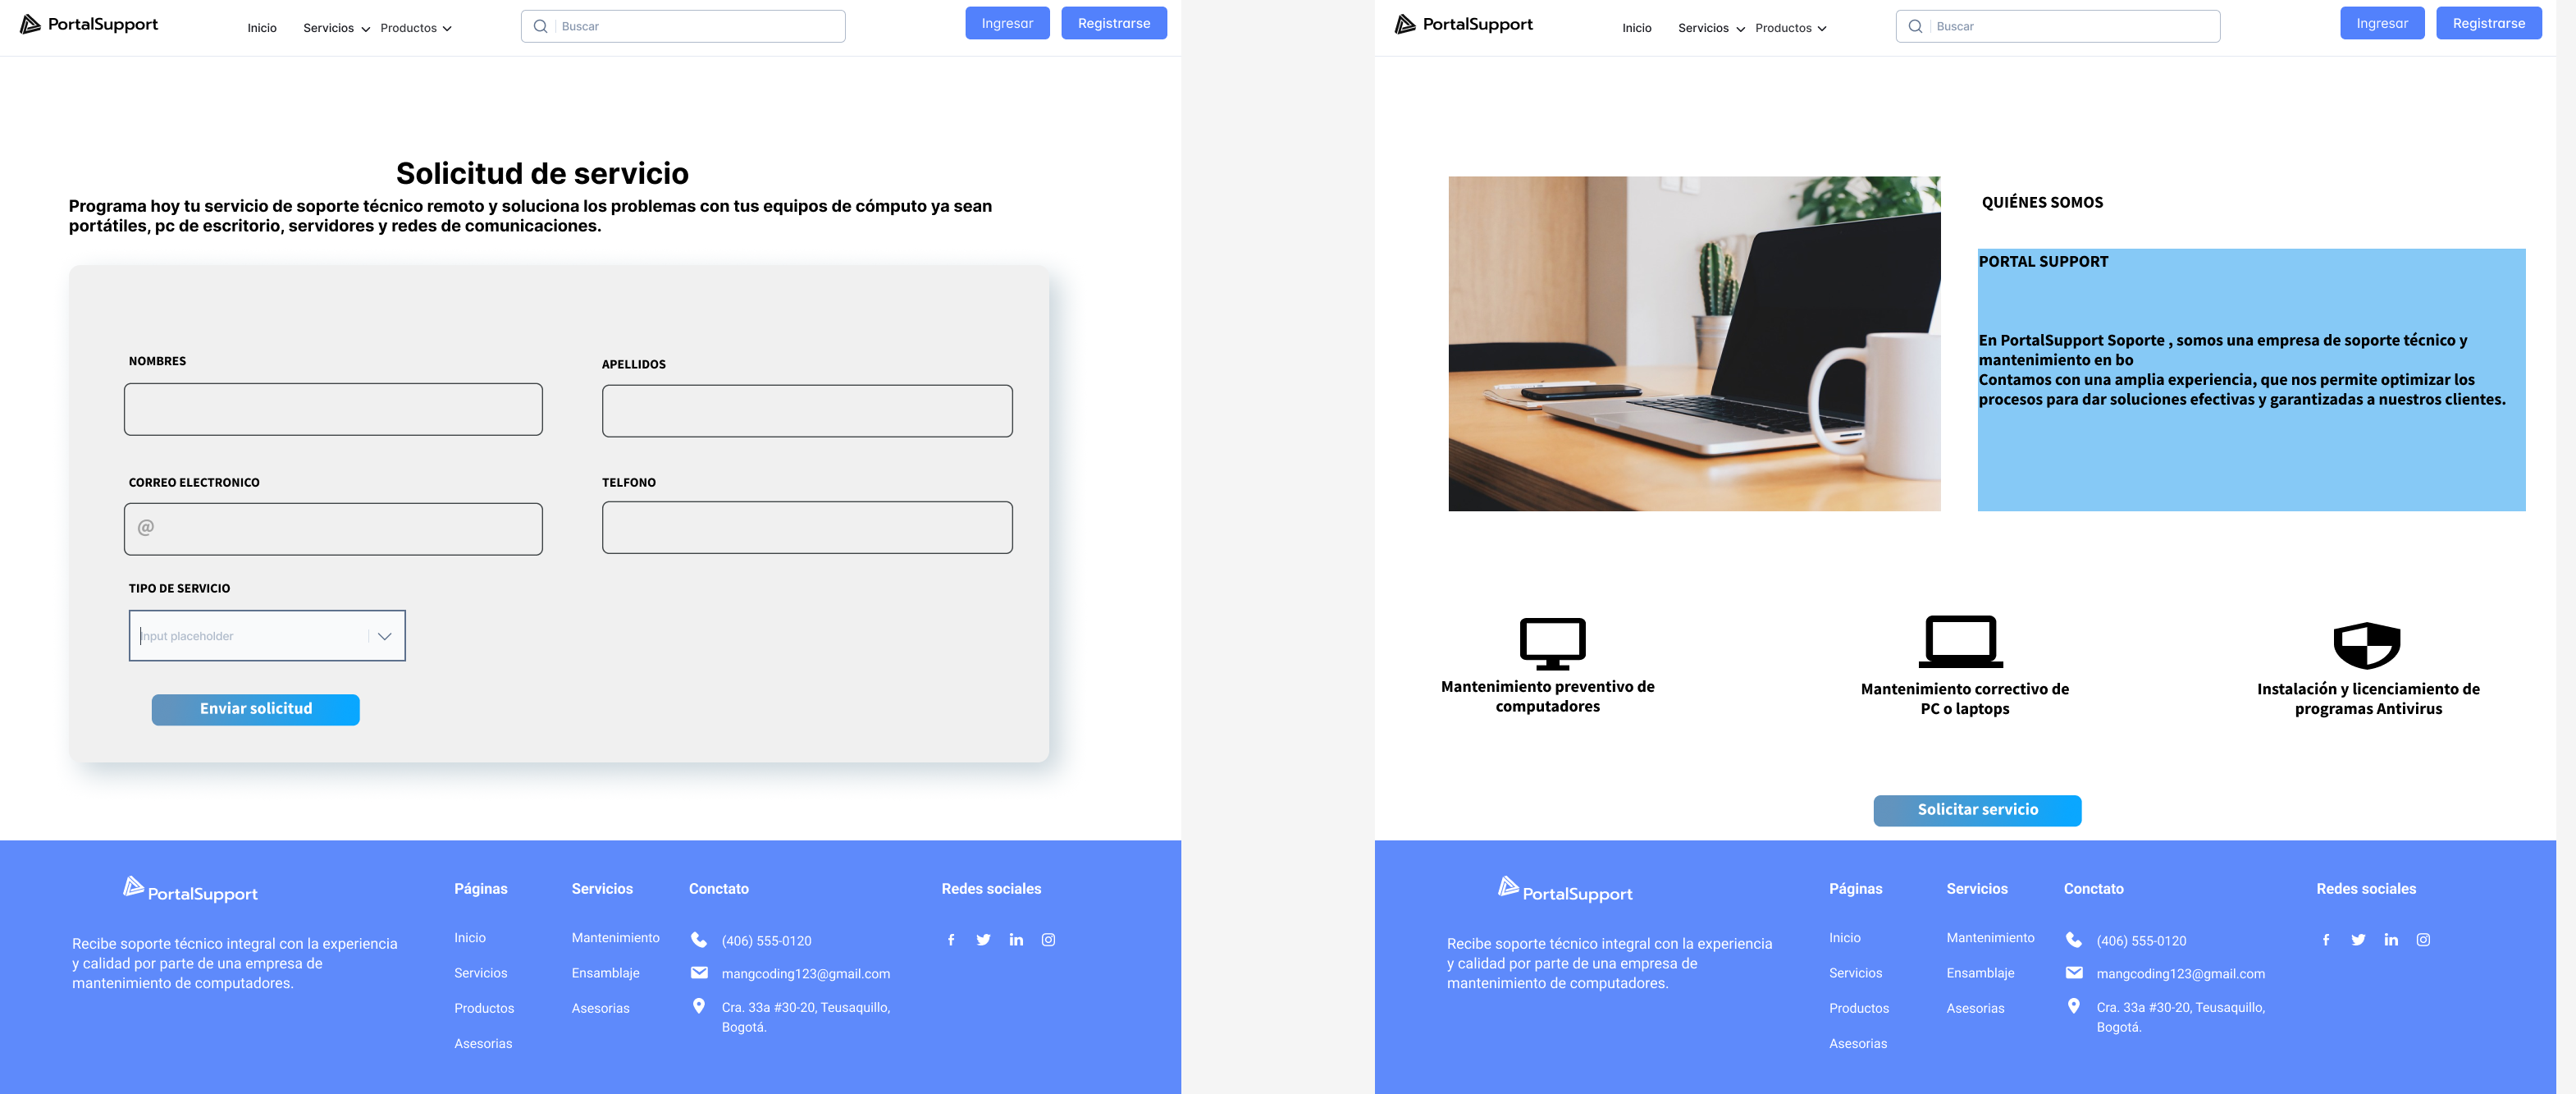 PortalSupport
Inicio
Servicios
Productos
Buscar
Ingresar
Registrarse
Solicitud de servicio
Programa hoy tu servicio de soporte técnico remoto y soluciona los problemas con tus equipos de cómputo ya sean
portátiles, pc de escritorio, servidores y redes de comunicaciones.
NOMBRES
APELLIDOS
CORREO ELECTRONICO
TELFONO
@
TIPO DE SERVICIO
Input placeholder
Enviar solicitud
PortalSupport
Recibe soporte técnico integral con la experiencia
y calidad por parte de una empresa de
mantenimiento de computadores.
Páginas
Inicio
Servicios
Productos
Asesorias
Servicios
Mantenimiento
Ensamblaje
Asesorias
Conctato
(406) 555-0120
mangcoding123@gmail.com
Cra. 33a #30-20, Teusaquillo,
Bogotá.
Redes sociales
PortalSupport
Inicio
Servicios
Productos
Buscar
Ingresar
Registrarse
QUIÉNES SOMOS
PORTAL SUPPORT
En PortalSupport Soporte , somos una empresa de soporte técnico y
mantenimiento en bo
Contamos con una amplia experiencia, que nos permite optimizar los
procesos para dar soluciones efectivas y garantizadas a nuestros clientes.
Mantenimiento preventivo de
computadores
Mantenimiento correctivo de
PC o laptops
Instalación y licenciamiento de
programas Antivirus
Solicitar servicio
PortalSupport
Recibe soporte técnico integral con la experiencia
y calidad por parte de una empresa de
mantenimiento de computadores.
Páginas
Inicio
Servicios
Productos
Asesorias
Servicios
Mantenimiento
Ensamblaje
Asesorias
Conctato
(406) 555-0120
mangcoding123@gmail.com
Cra. 33a #30-20, Teusaquillo,
Bogotá.
Redes sociales